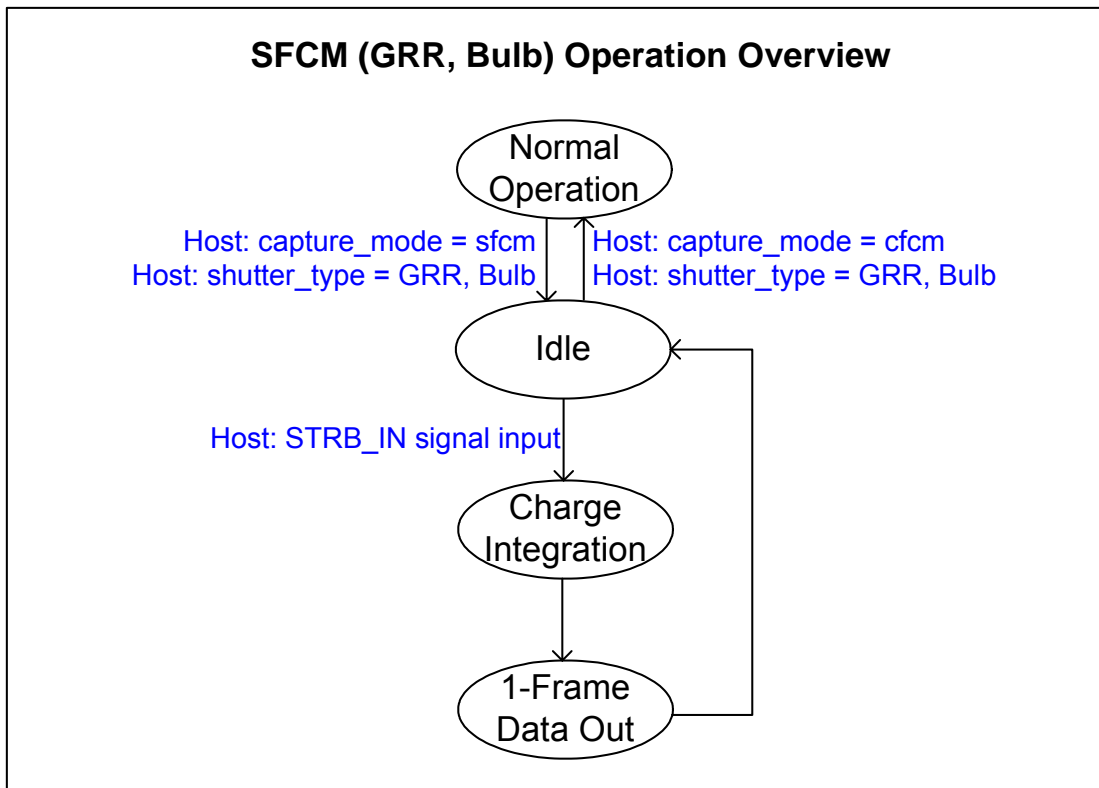 SFCM (GRR, Bulb) Operation Overview
Normal
Operation
Host: capture_mode = sfcm
Host: shutter_type = GRR, Bulb
Host: capture_mode = cfcm
Host: shutter_type = GRR, Bulb
Idle
Host: STRB_IN signal input
Charge
Integration
1-Frame
Data Out